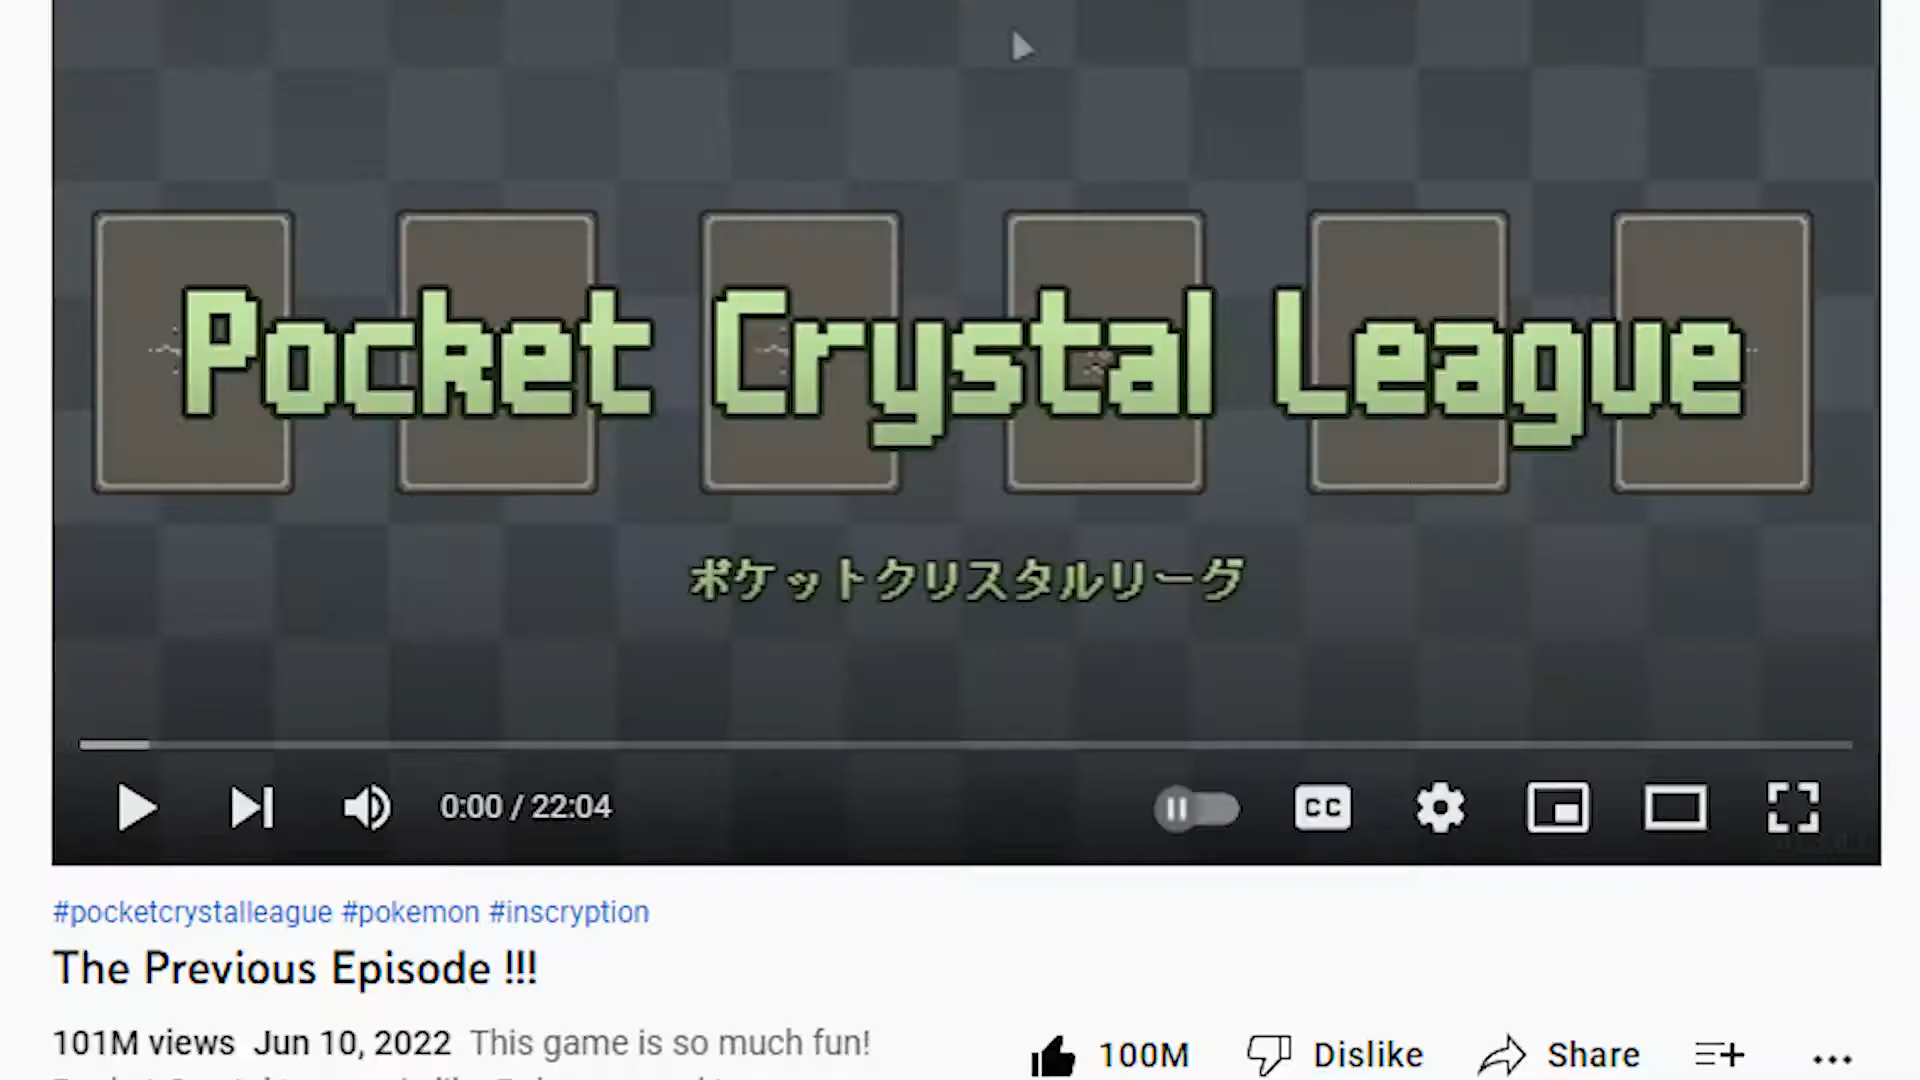 Pocket Crystal League
ポケットクリスタルリーグ
0:00 / 22:04
CC
#pocketcrystalleague #pokemon #inscryption
The Previous Episode !!!
101M views Jun 10, 2022 This game is so much fun!
100M Dislike Share